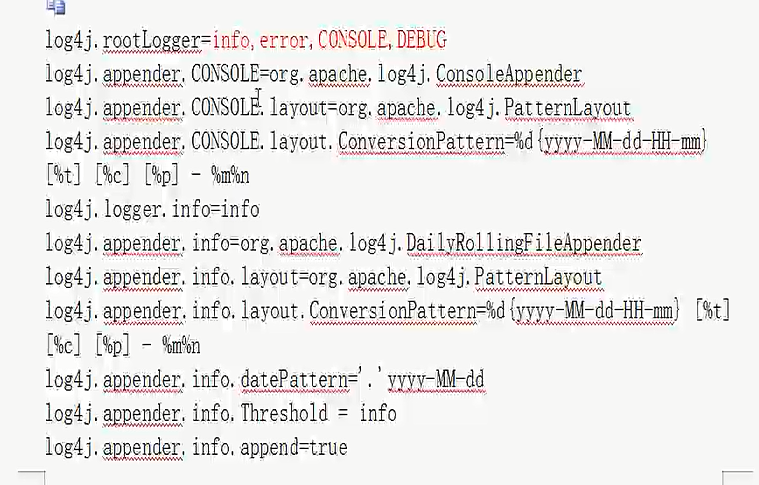 log4j.rootLogger=info,error,CONSOLE,DEBUG
log4j.appender.CONSOLE=org.apache.log4j.ConsoleAppender
log4j.appender.CONSOLE.layout=org.apache.log4j.PatternLayout
log4j.appender.CONSOLE.layout.ConversionPattern=%d{yyyy-MM-dd-HH-mm}
[%t] [%c] [%p] - %m%n
log4j.logger.info=info
log4j.appender.info=org.apache.log4j.DailyRollingFileAppender
log4j.appender.info.layout=org.apache.log4j.PatternLayout
log4j.appender.info.layout.ConversionPattern=%d{yyyy-MM-dd-HH-mm} [%t]
[%c] [%p] - %m%n
log4j.appender.info.datePattern='.'yyyy-MM-dd
log4j.appender.info.Threshold = info
log4j.appender.info.append=true